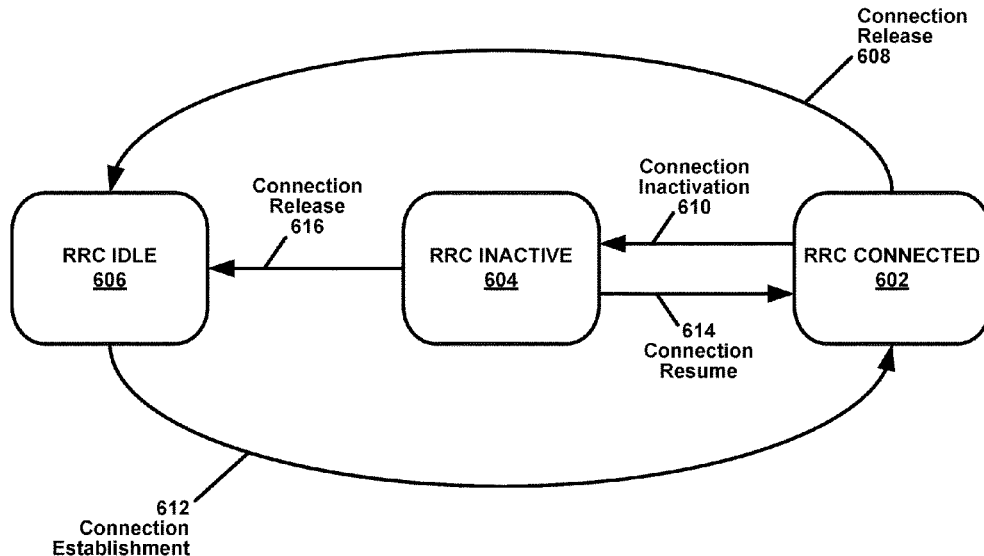 Connection
Release
608
Connection
Release
616
Connection
Inactivation
610
RRC IDLE
606
RRC INACTIVE
604
RRC CONNECTED
602
614
Connection
Resume
612
Connection
Establishment